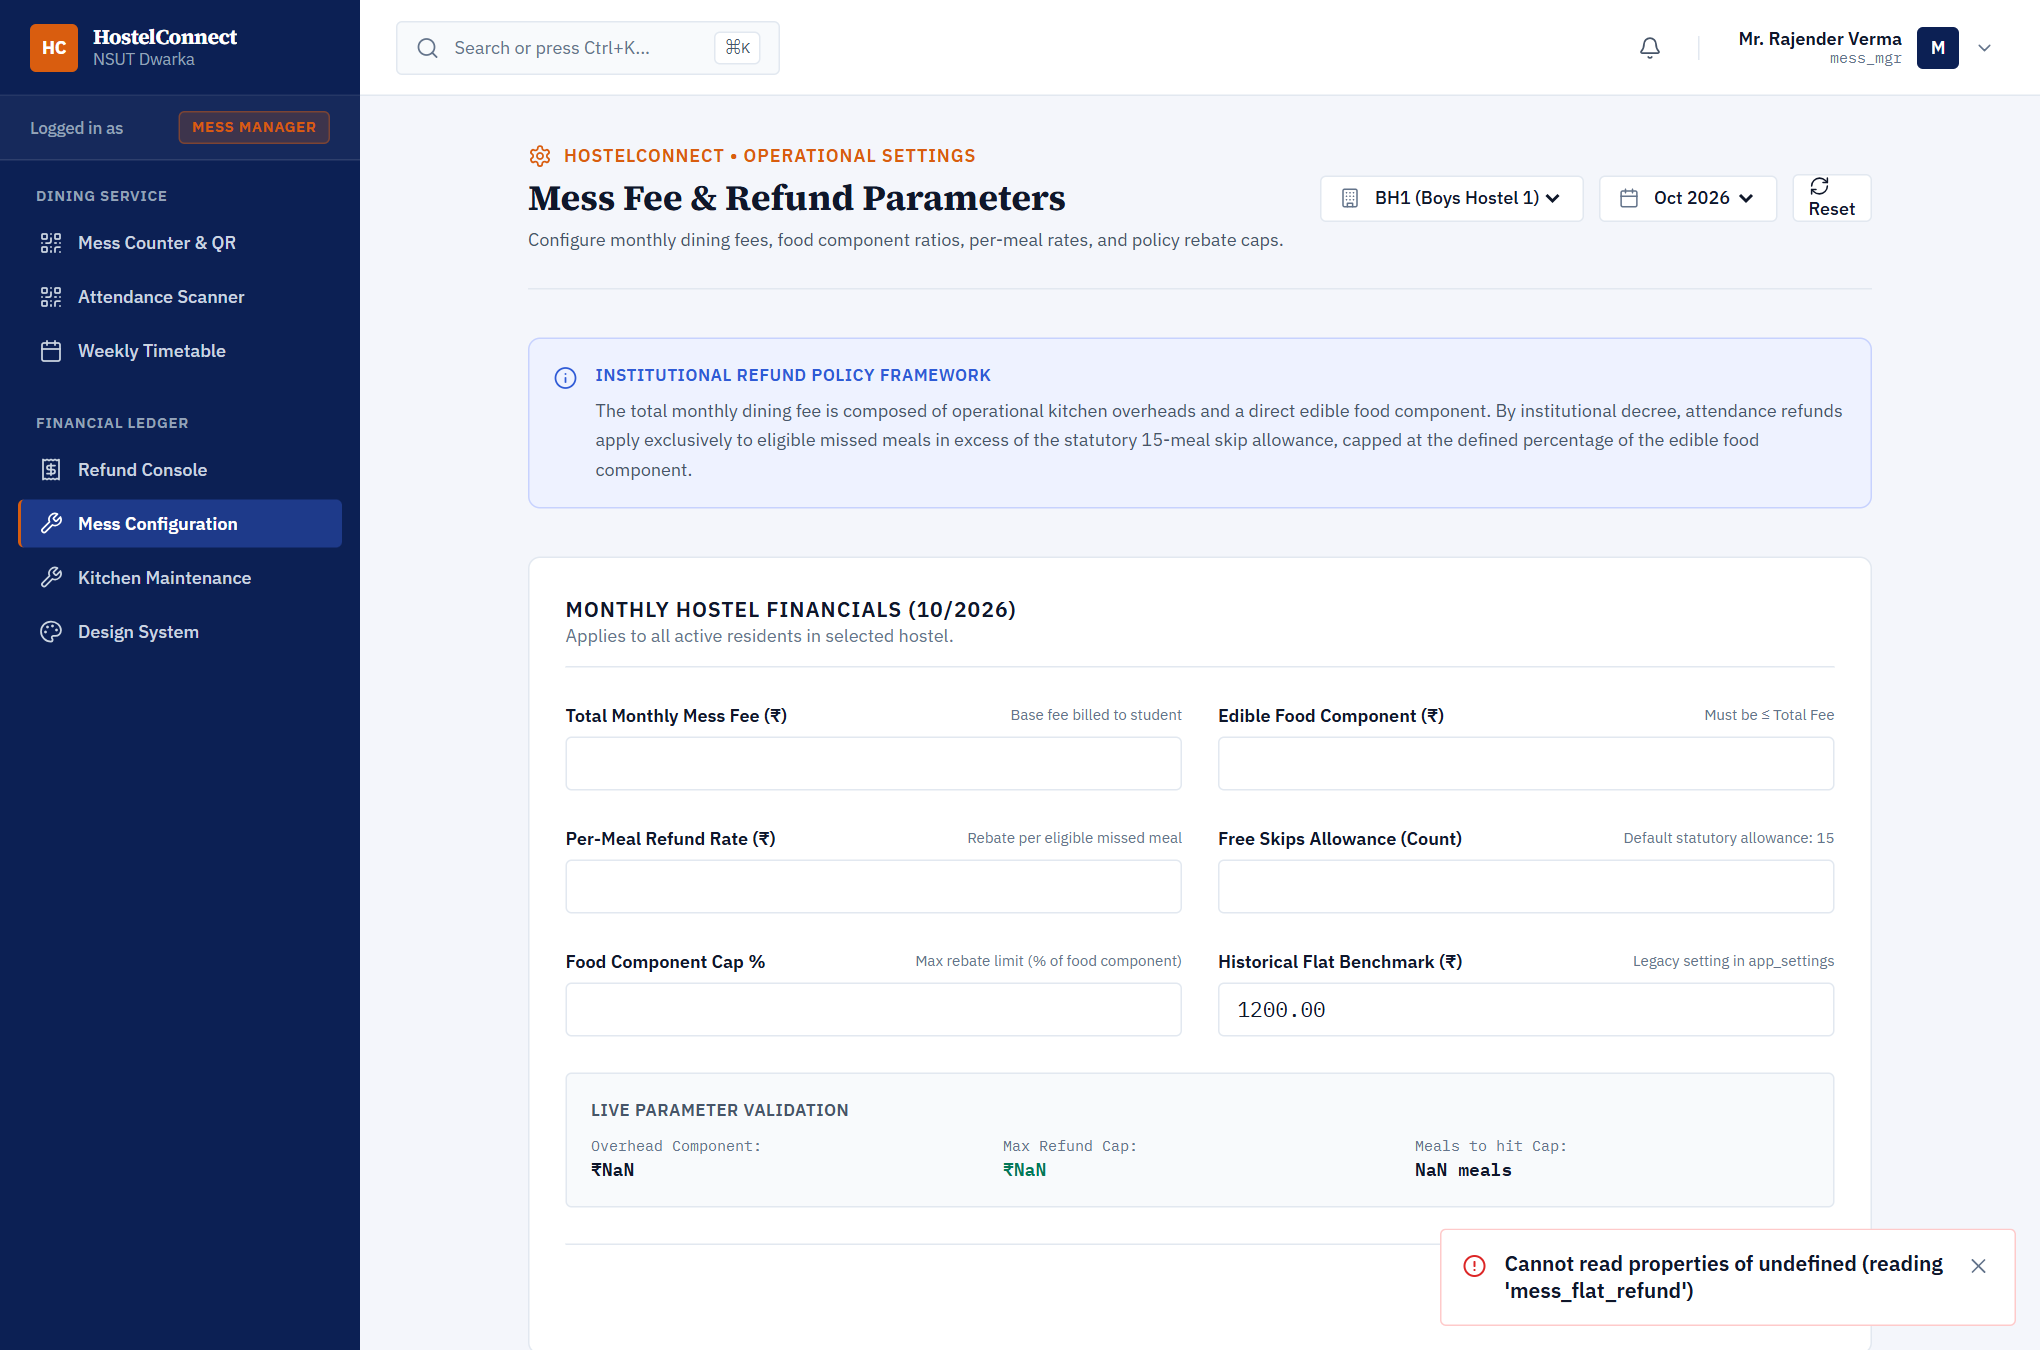 HC
HostelConnect
NSUT Dwarka
Logged in as
MESS MANAGER
DINING SERVICE
Mess Counter & QR
Attendance Scanner
Weekly Timetable
FINANCIAL LEDGER
Refund Console
Mess Configuration
Kitchen Maintenance
Design System
Search or press Ctrl+K...
⌘K
Mr. Rajender Verma
mess_mgr
M
HOSTELCONNECT • OPERATIONAL SETTINGS
Mess Fee & Refund Parameters
Configure monthly dining fees, food component ratios, per-meal rates, and policy rebate caps.
BH1 (Boys Hostel 1)
Oct 2026
Reset
INSTITUTIONAL REFUND POLICY FRAMEWORK
The total monthly dining fee is composed of operational kitchen overheads and a direct edible food component. By institutional decree, attendance refunds
apply exclusively to eligible missed meals in excess of the statutory 15-meal skip allowance, capped at the defined percentage of the edible food
component.
MONTHLY HOSTEL FINANCIALS (10/2026)
Applies to all active residents in selected hostel.
Total Monthly Mess Fee (₹)
Base fee billed to student
Edible Food Component (₹)
Must be ≤ Total Fee
Per-Meal Refund Rate (₹)
Rebate per eligible missed meal
Free Skips Allowance (Count)
Default statutory allowance: 15
Food Component Cap %
Max rebate limit (% of food component)
Historical Flat Benchmark (₹)
Legacy setting in app_settings
1200.00
LIVE PARAMETER VALIDATION
Overhead Component:
₹NaN
Max Refund Cap:
₹NaN
Meals to hit Cap:
NaN meals
Cannot read properties of undefined (reading
'mess_flat_refund')